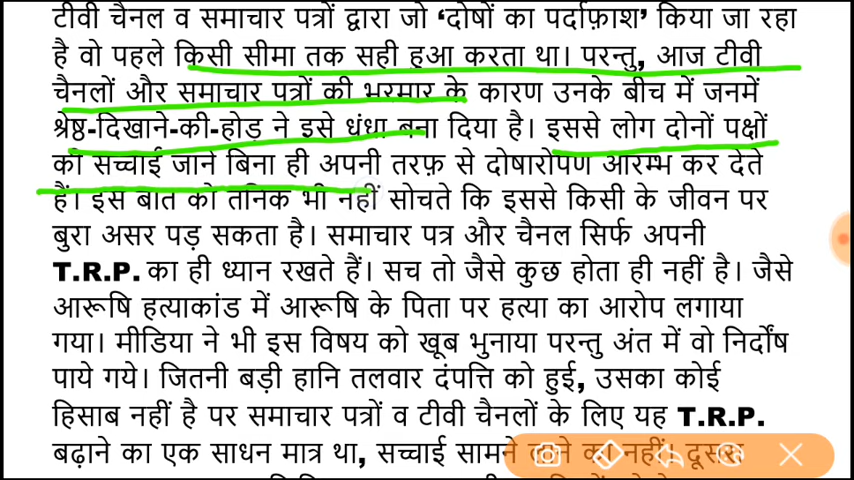 टीवी चैनल व समाचार पत्रों द्वारा जो ‘दोषों का पर्दाफ़ाश’ किया जा रहा
है वो पहले किसी सीमा तक सही हुआ करता था। परन्तु, आज टीवी
चैनलों और समाचार पत्रों की भरमार के कारण उनके बीच में जनमें
श्रेष्ठ-दिखाने-की-होड़ ने इसे धंधा बना दिया है। इससे लोग दोनों पक्षों
की सच्चाई जाने बिना ही अपनी तरफ़ से दोषारोपण आरम्भ कर देते
हैं। इस बात को तनिक भी नहीं सोचते कि इससे किसी के जीवन पर
बुरा असर पड़ सकता है। समाचार पत्र और चैनल सिर्फ अपनी
T.R.P. का ही ध्यान रखते हैं। सच तो जैसे कुछ होता ही नहीं है। जैसे
आरूषि हत्याकांड में आरूषि के पिता पर हत्या का आरोप लगाया
गया। मीडिया ने भी इस विषय को खूब भुनाया परन्तु अंत में वो निर्दोंष
पाये गये। जितनी बड़ी हानि तलवार दंपत्ति को हुई, उसका कोई
हिसाब नहीं है पर समाचार पत्रों व टीवी चैनलों के लिए यह T.R.P.
बढ़ाने का एक साधन मात्र था, सच्चाई सामने लाने का नहीं। दूसरा